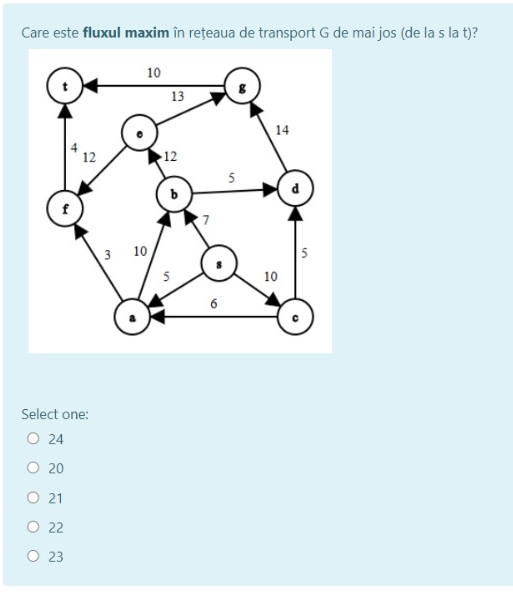 Care este fluxul maxim în rețeaua de transport G de mai jos (de la s la t)?
10
t
g
13
e
14
4
12
12
5
b
d
f
7
3
10
s
5
5
10
6
a
c
Select one:
24
20
21
22
23